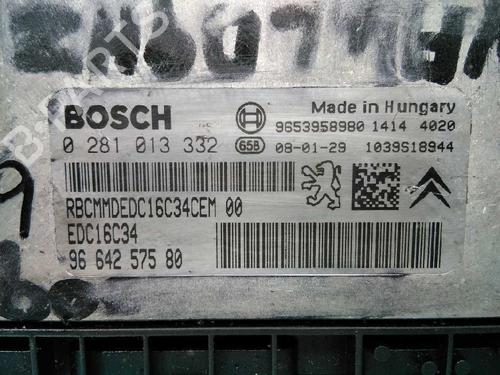 BOSCH
Made in Hungary
9653958980 1414 4020
0 281 013 332 G5B 08-01-29 1039S18944
RBCMMDEDC16C34CEM 00
EDC16C34
96 642 575 80